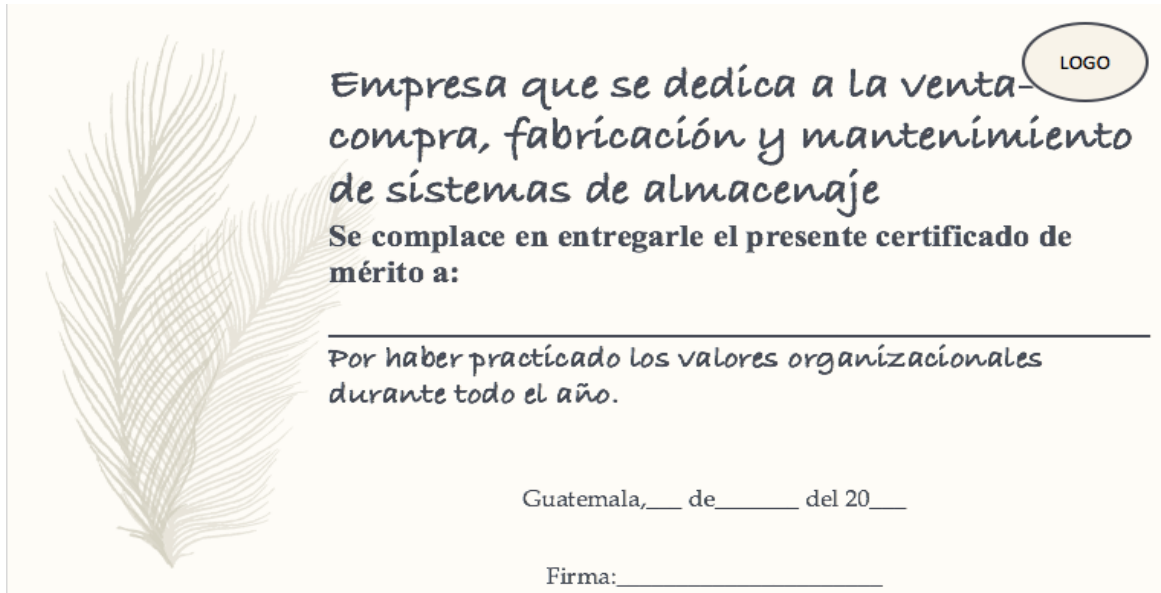 LOGO
Empresa que se dedica a la venta-
compra, fabricación y mantenimiento
de sistemas de almacenaje
Se complace en entregarle el presente certificado de
mérito a:
Por haber practicado los valores organizacionales
durante todo el año.
Guatemala,___ de_______ del 20___
Firma:______________________